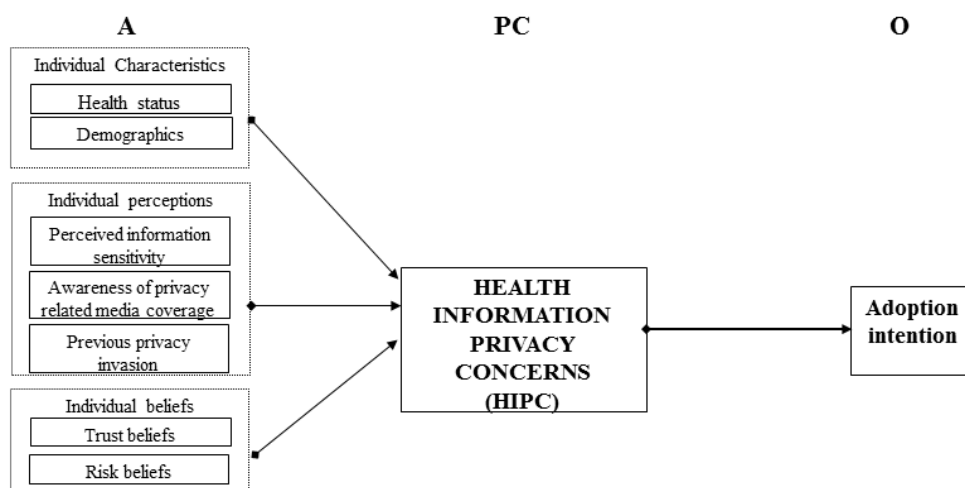 A
PC
O
Individual Characteristics
Health status
Demographics
Individual perceptions
Perceived information
sensitivity
Awareness of privacy
related media coverage
Previous privacy
invasion
Individual beliefs
Trust beliefs
Risk beliefs
HEALTH
INFORMATION
PRIVACY
CONCERNS
(HIPC)
Adoption
intention